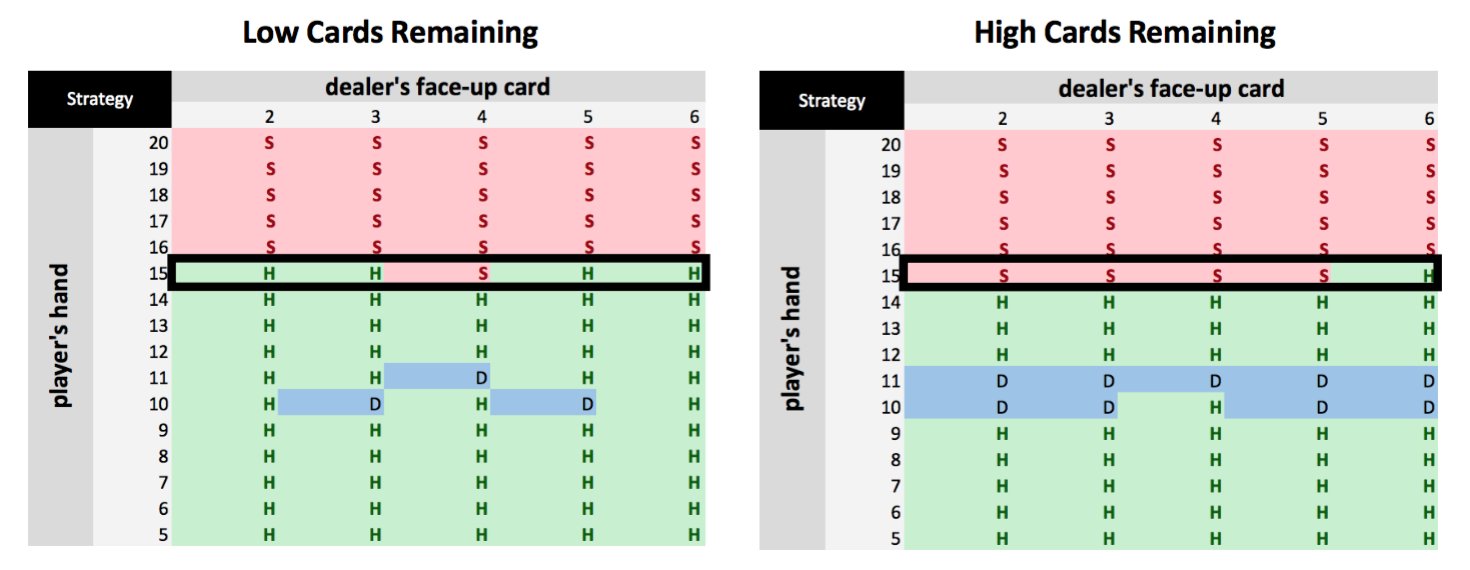 Low Cards Remaining
Strategy
dealer's face-up card
2 3 4 5 6
player's hand
20 S S S S S
19 S S S S S
18 S S S S S
17 S S S S S
16 S S S S S
15 H H S H H
14 H H H H H
13 H H H H H
12 H H H H H
11 H H D H H
10 H D H D H
9 H H H H H
8 H H H H H
7 H H H H H
6 H H H H H
5 H H H H H
High Cards Remaining
Strategy
dealer's face-up card
2 3 4 5 6
player's hand
20 S S S S S
19 S S S S S
18 S S S S S
17 S S S S S
16 S S S S S
15 S S S S H
14 H H H H H
13 H H H H H
12 H H H H H
11 D D D D D
10 D D H D D
9 H H H H H
8 H H H H H
7 H H H H H
6 H H H H H
5 H H H H H